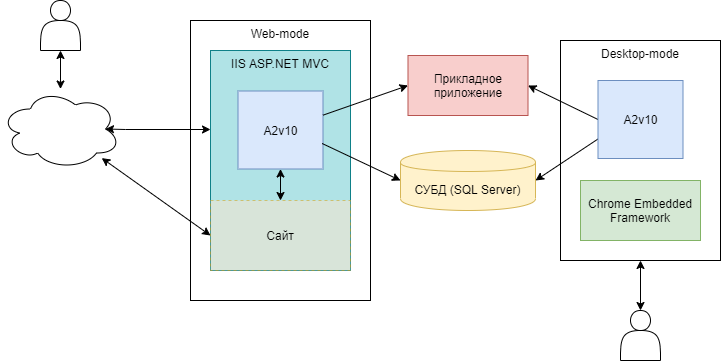 Web-mode
IIS ASP.NET MVC
A2v10
Сайт
Прикладное
приложение
СУБД (SQL Server)
Desktop-mode
A2v10
Chrome Embedded
Framework